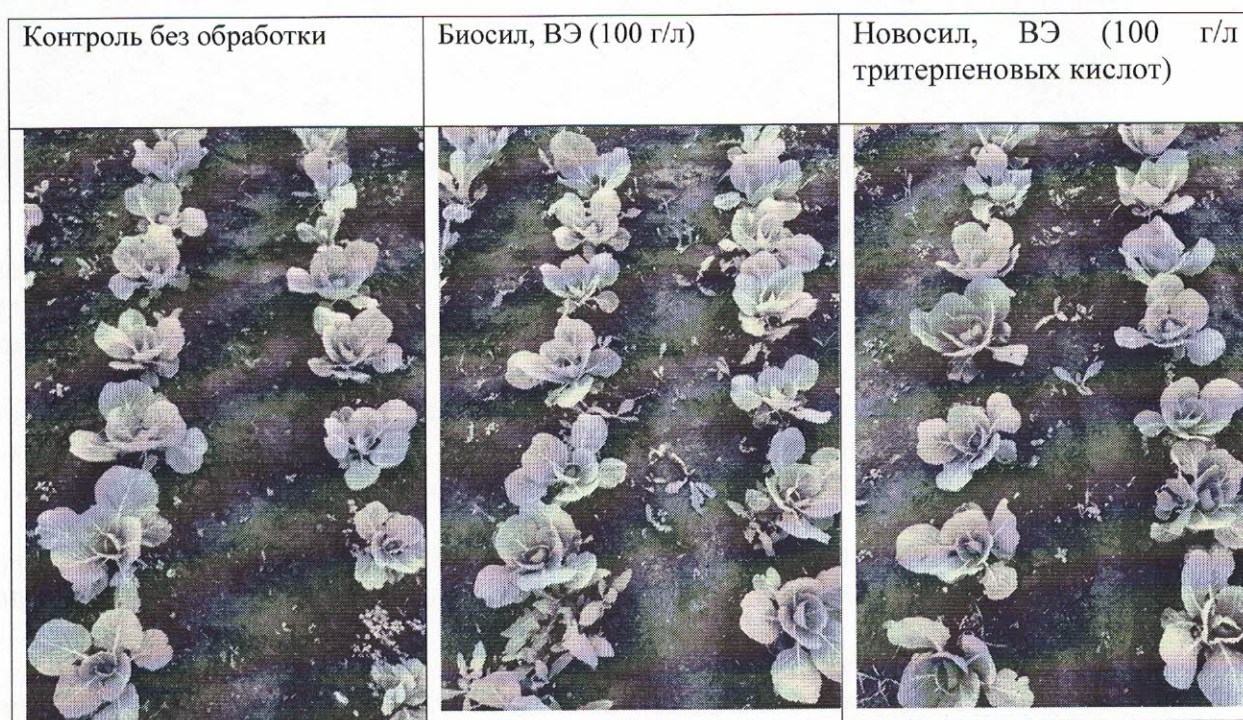 Контроль без обработки
Биосил, ВЭ (100 г/л)
Новосил, ВЭ (100 г/л
тритерпеновых кислот)